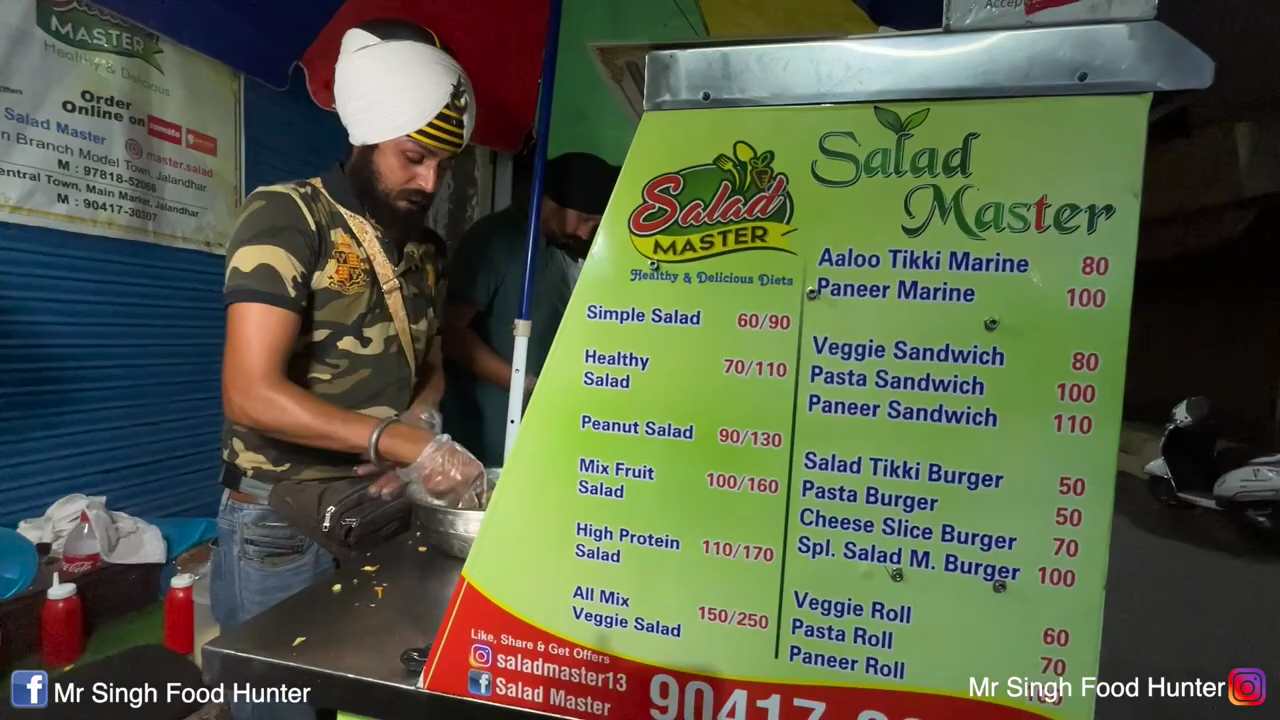 MASTER
Healthy & Delicious
Order
Online on zomato
Salad Master
master.salad
n Branch Model Town, Jalandhar
M : 97818-52066
entral Town, Main Market, Jalandhar
M : 90417-30307
Salad
MASTER
Healthy & Delicious Diets
Simple Salad 60/90
Healthy
Salad 70/110
Peanut Salad 90/130
Mix Fruit
Salad 100/160
High Protein
Salad 110/170
All Mix
Veggie Salad 150/250
Salad
Master
Aaloo Tikki Marine 80
Paneer Marine 100
Veggie Sandwich 80
Pasta Sandwich 100
Paneer Sandwich 110
Salad Tikki Burger 50
Pasta Burger 50
Cheese Slice Burger 70
Spl. Salad M. Burger 100
Veggie Roll 60
Pasta Roll 70
Paneer Roll
Like, Share & Get Offers
saladmaster13
Salad Master
90417
Mr Singh Food Hunter
Mr Singh Food Hunter